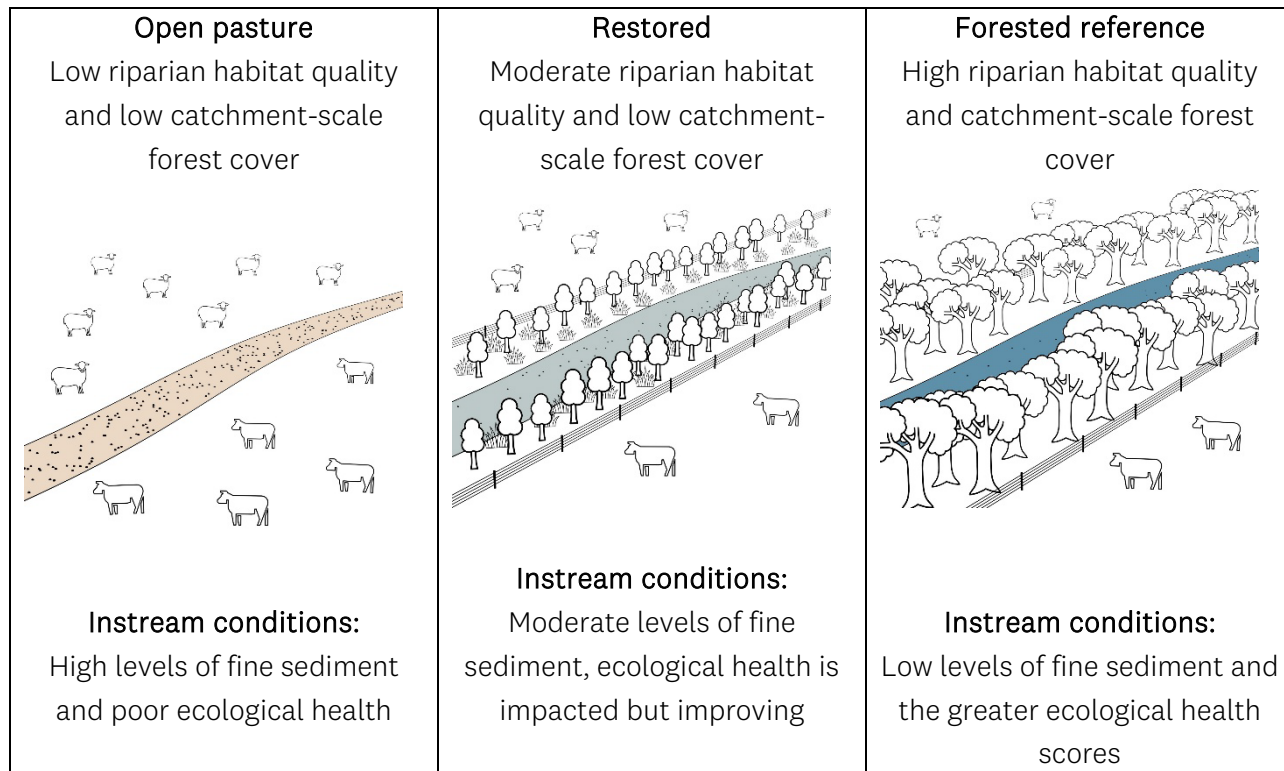 Open pasture
Low riparian habitat quality
and low catchment-scale
forest cover
Instream conditions:
High levels of fine sediment
and poor ecological health
Restored
Moderate riparian habitat
quality and low catchment-
scale forest cover
Instream conditions:
Moderate levels of fine
sediment, ecological health is
impacted but improving
Forested reference
High riparian habitat quality
and catchment-scale forest
cover
Instream conditions:
Low levels of fine sediment and
the greater ecological health
scores